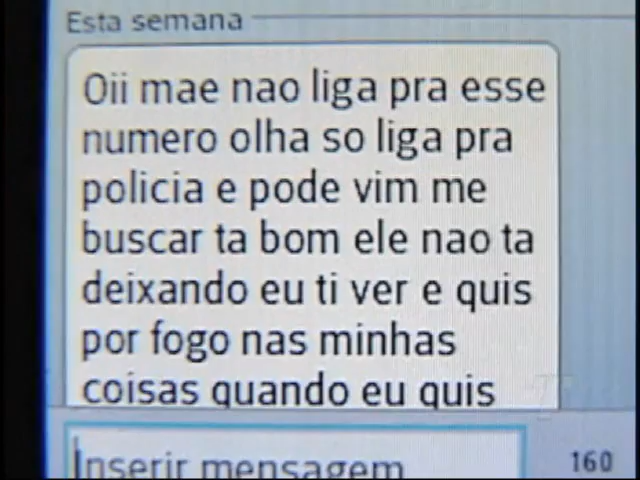 Esta semana
Oii mae nao liga pra esse
numero olha so liga pra
policia e pode vim me
buscar ta bom ele nao ta
deixando eu ti ver e quis
por fogo nas minhas
coisas quando eu quis
Inserir mensagem
160